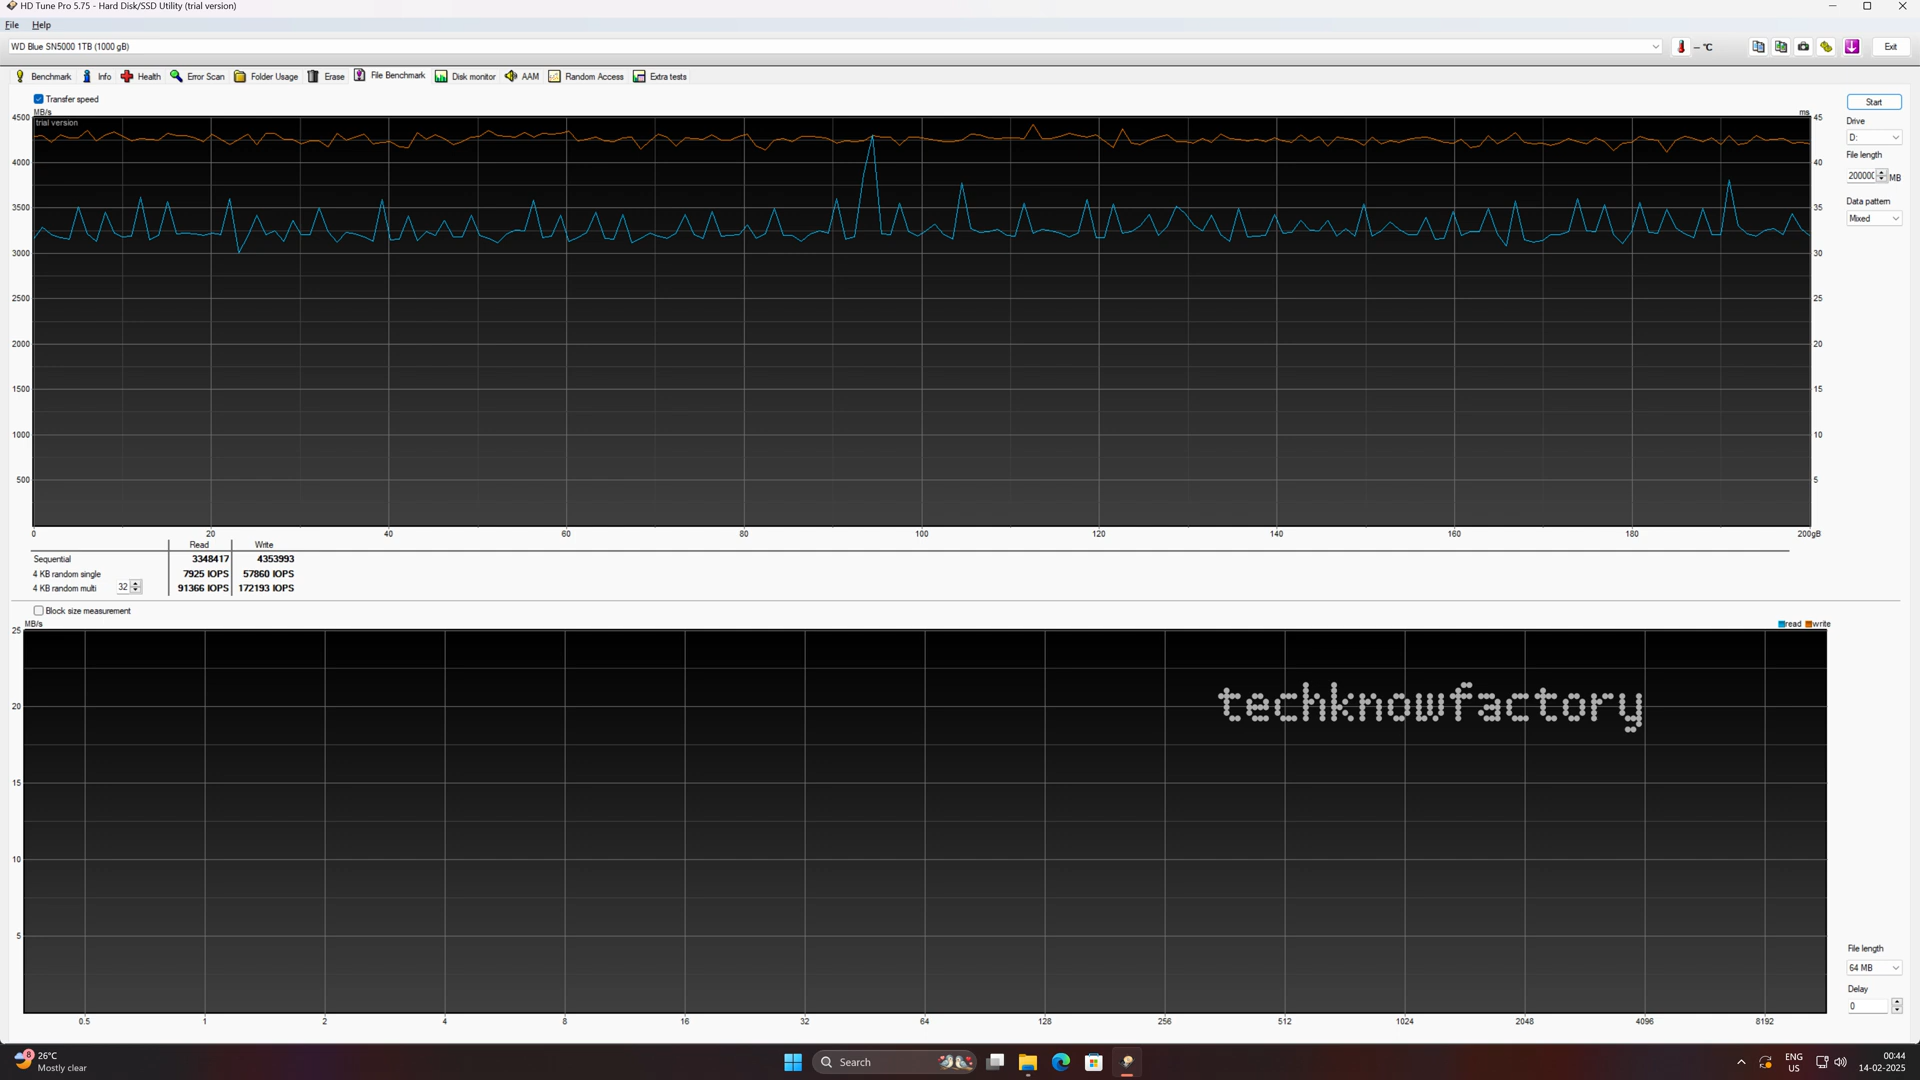 HD Tune Pro 5.75 - Hard Disk/SSD Utility (trial version)
File Help
WD Blue SN5000 1TB (1000 gB)
– °C
Exit
Benchmark Info Health Error Scan Folder Usage Erase File Benchmark Disk monitor AAM Random Access Extra tests
Transfer speed
MB/s
ms
trial version
4500
4000
3500
3000
2500
2000
1500
1000
500
45
40
35
30
25
20
15
10
5
0 20 40 60 80 100 120 140 160 180 200gB
Start
Drive
D:
File length
MB
Data pattern
Mixed
Read Write
Sequential 3348417 4353993
4 KB random single 7925 IOPS 57860 IOPS
4 KB random multi 32 91366 IOPS 172193 IOPS
Block size measurement
MB/s
read write
25
20
15
10
5
techknowfactory
0.5 1 2 4 8 16 32 64 128 256 512 1024 2048 4096 8192
File length
64 MB
Delay
0
8
26°C
Mostly clear
Search
ENG
US
00:44
14-02-2025